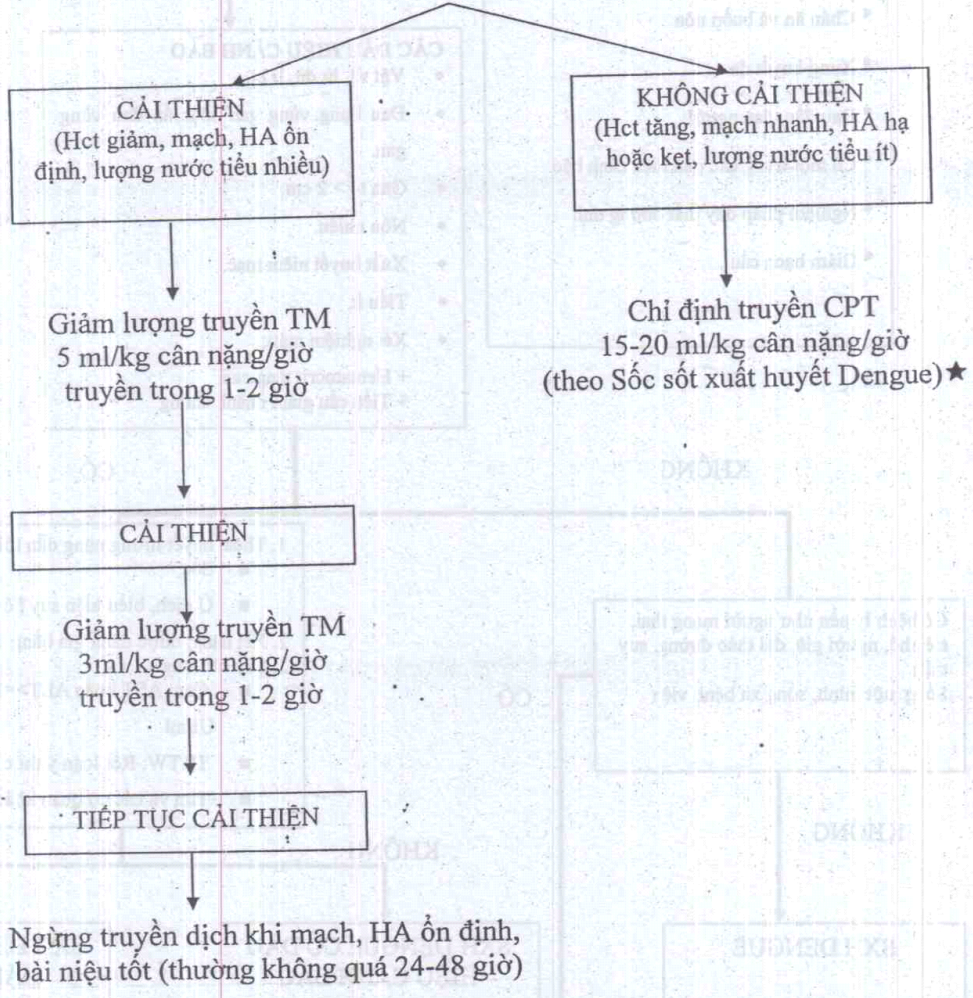 CẢI THIỆN
(Hct giảm, mạch, HA ổn
định, lượng nước tiểu nhiều)
KHÔNG CẢI THIỆN
(Hct tăng, mạch nhanh, HA hạ
hoặc kẹt, lượng nước tiểu ít)
Giảm lượng truyền TM
5 ml/kg cân nặng/giờ
truyền trong 1-2 giờ
Chỉ định truyền CPT
15-20 ml/kg cân nặng/giờ
(theo Sốc sốt xuất huyết Dengue)★
CẢI THIỆN
Giảm lượng truyền TM
3ml/kg cân nặng/giờ
truyền trong 1-2 giờ
TIẾP TỤC CẢI THIỆN
Ngừng truyền dịch khi mạch, HA ổn định,
bài niệu tốt (thường không quá 24-48 giờ)